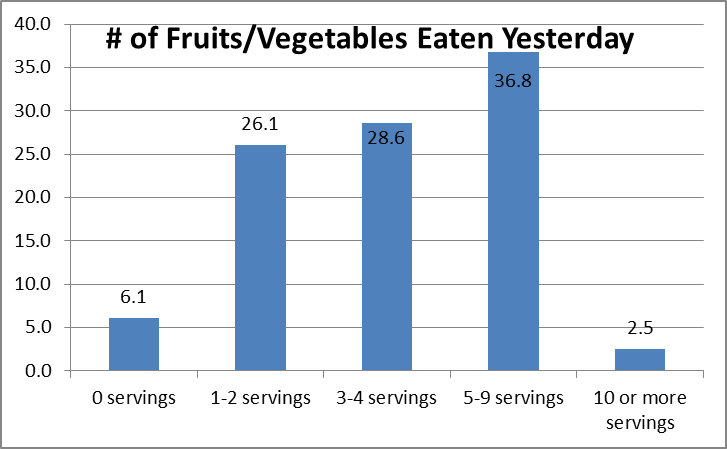 # of Fruits/Vegetables Eaten Yesterday
40.0
35.0
30.0
25.0
20.0
15.0
10.0
5.0
0.0
6.1
26.1
28.6
36.8
2.5
0 servings
1-2 servings
3-4 servings
5-9 servings
10 or more
servings